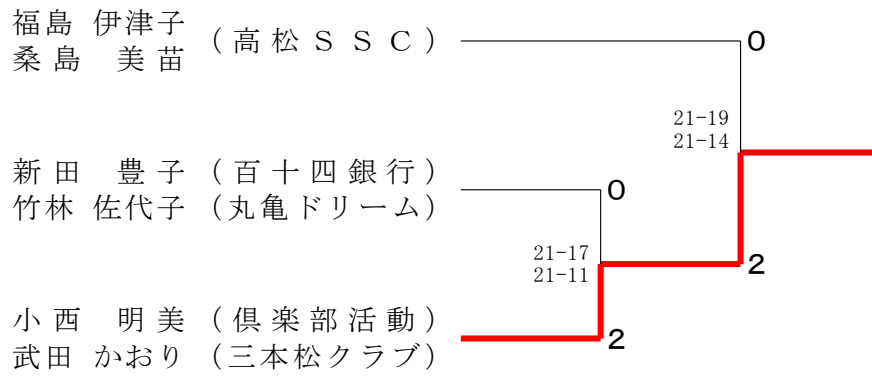 福島 伊津子 (高松ＳＳＣ)
桑島 美苗
0
21-19
21-14
新田 豊子 (百十四銀行)
竹林 佐代子 (丸亀ドリーム)
0
21-17
21-11
2
小西 明美 (倶楽部活動)
武田 かおり (三本松クラブ)
2